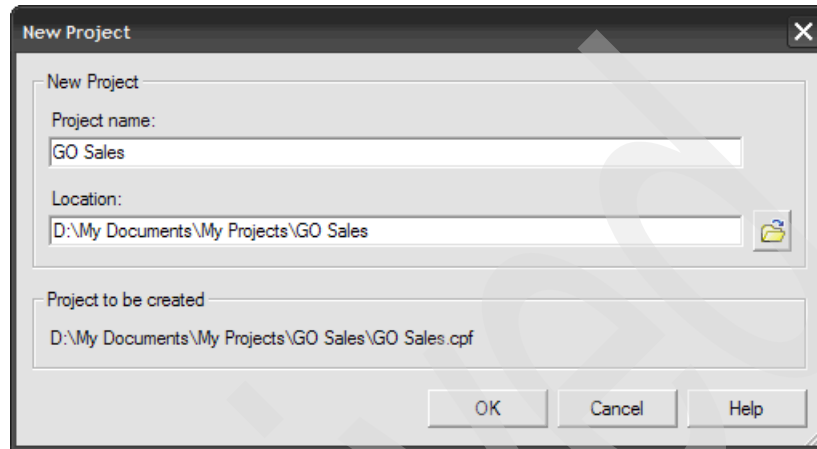 New Project
New Project
Project name:
GO Sales
Location:
D:\My Documents\My Projects\GO Sales
Project to be created
D:\My Documents\My Projects\GO Sales\GO Sales.cpf
OK Cancel Help